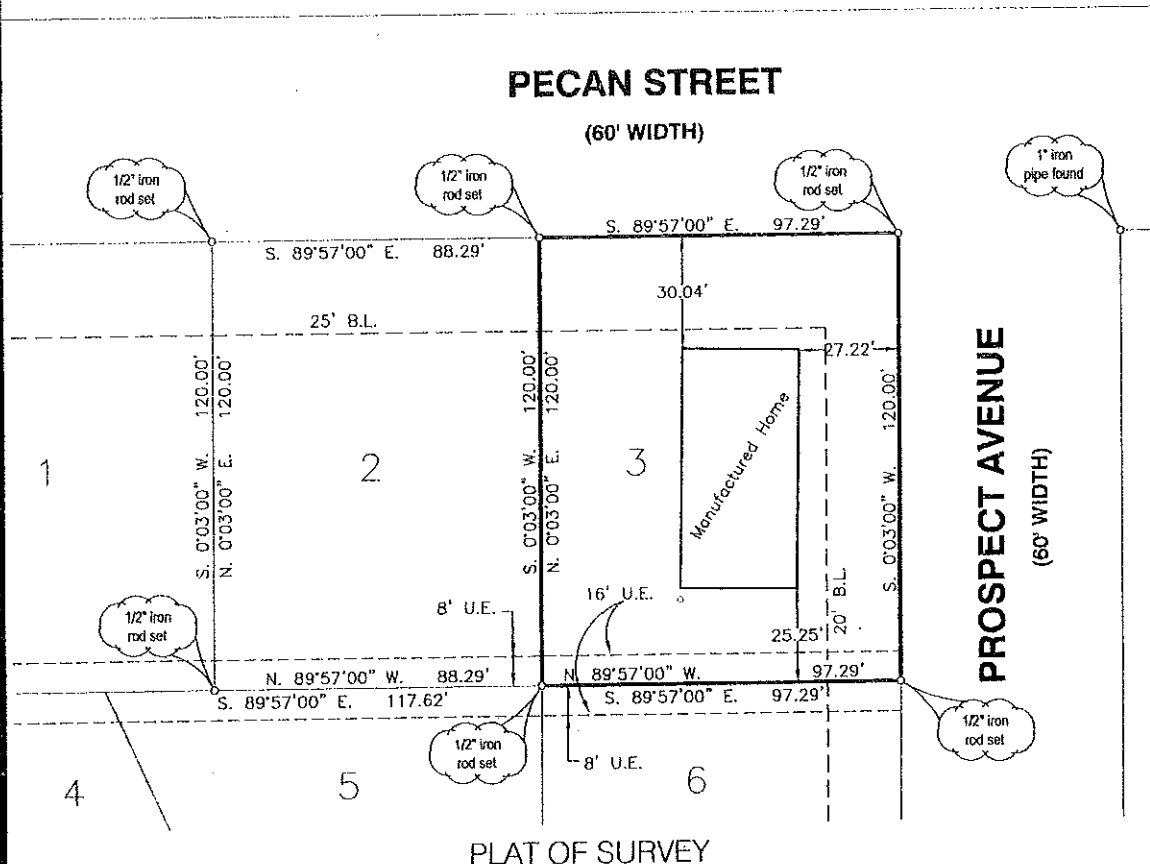 PECAN STREET
(60' WIDTH)
1/2" iron
rod set
1/2" iron
rod set
1/2" iron
rod set
1" iron
pipe found
S. 89°57'00" E. 88.29'
S. 89°57'00" E. 97.29'
30.04'
25' B.L.
27.22'
S. 0°03'00" W. 120.00'
N. 0°03'00" E. 120.00'
S. 0°03'00" W. 120.00'
N. 0°03'00" E. 120.00'
S. 0°03'00" W. 120.00'
1
2
3
Manufactured Home
PROSPECT AVENUE
(60' WIDTH)
20' B.L.
16' U.E.
8' U.E.
25.25'
1/2" iron
rod set
N. 89°57'00" W. 88.29'
N. 89°57'00" W. 97.29'
S. 89°57'00" E. 117.62'
S. 89°57'00" E. 97.29'
1/2" iron
rod set
1/2" iron
rod set
8' U.E.
4
5
6
PLAT OF SURVEY